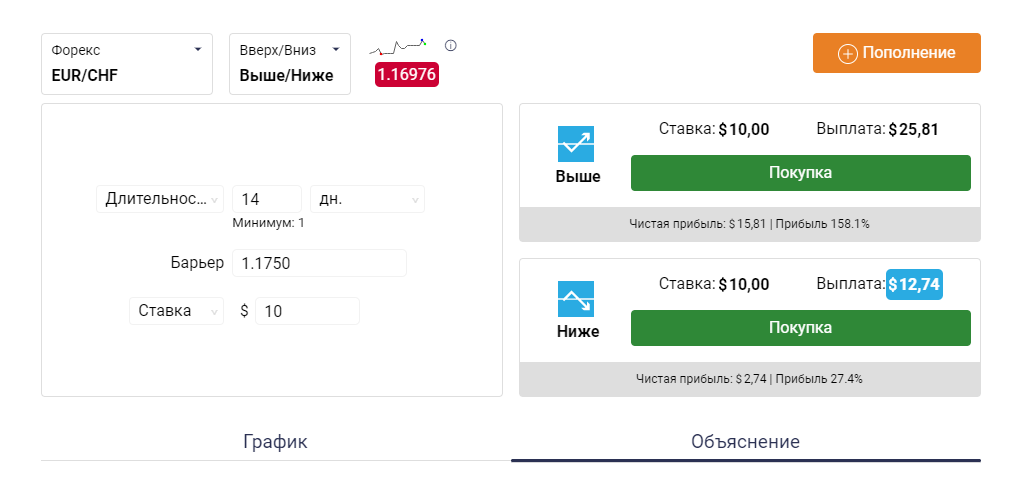 Форекс
EUR/CHF
Вверх/Вниз
Выше/Ниже
1.16976
Пополнение
Длительнос...
14
дн.
Минимум: 1
Барьер
1.1750
Ставка
$
10
Выше
Ставка: $10,00
Выплата: $25,81
Покупка
Чистая прибыль: $15,81 | Прибыль 158.1%
Ниже
Ставка: $10,00
Выплата: $12,74
Покупка
Чистая прибыль: $2,74 | Прибыль 27.4%
График
Объяснение